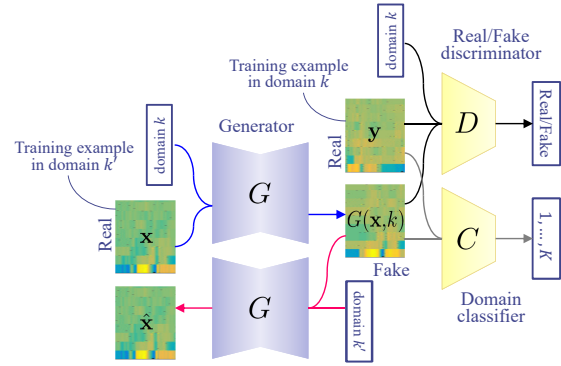 domain k
Real/Fake
discriminator
Training example
in domain k
Generator
domain k
Training example
in domain k'
Real
y
D
Real/Fake
G
Real
x
G(x,k)
C
1, ..., K
Fake
Domain
classifier
x̂
G
domain k'